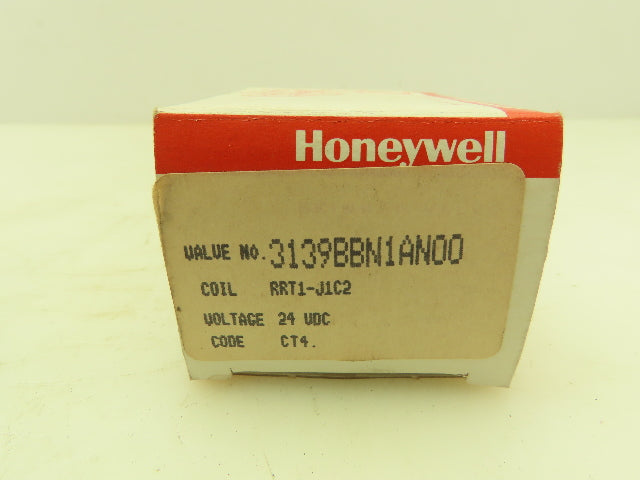 Honeywell
VALVE NO. 3139BBN1AN00
COIL RRT1-J1C2
VOLTAGE 24 VDC
CODE CT4.